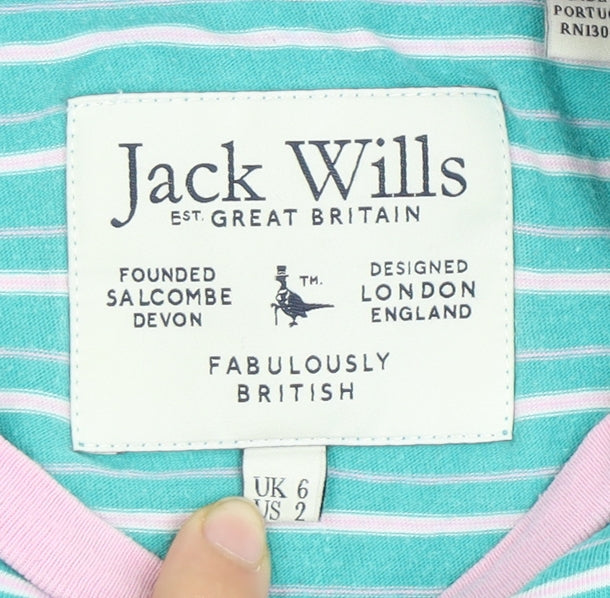 PORTU
RN130
Jack Wills
EST. GREAT BRITAIN
FOUNDED
SALCOMBE
DEVON
TM.
DESIGNED
LONDON
ENGLAND
FABULOUSLY
BRITISH
UK 6
US 2